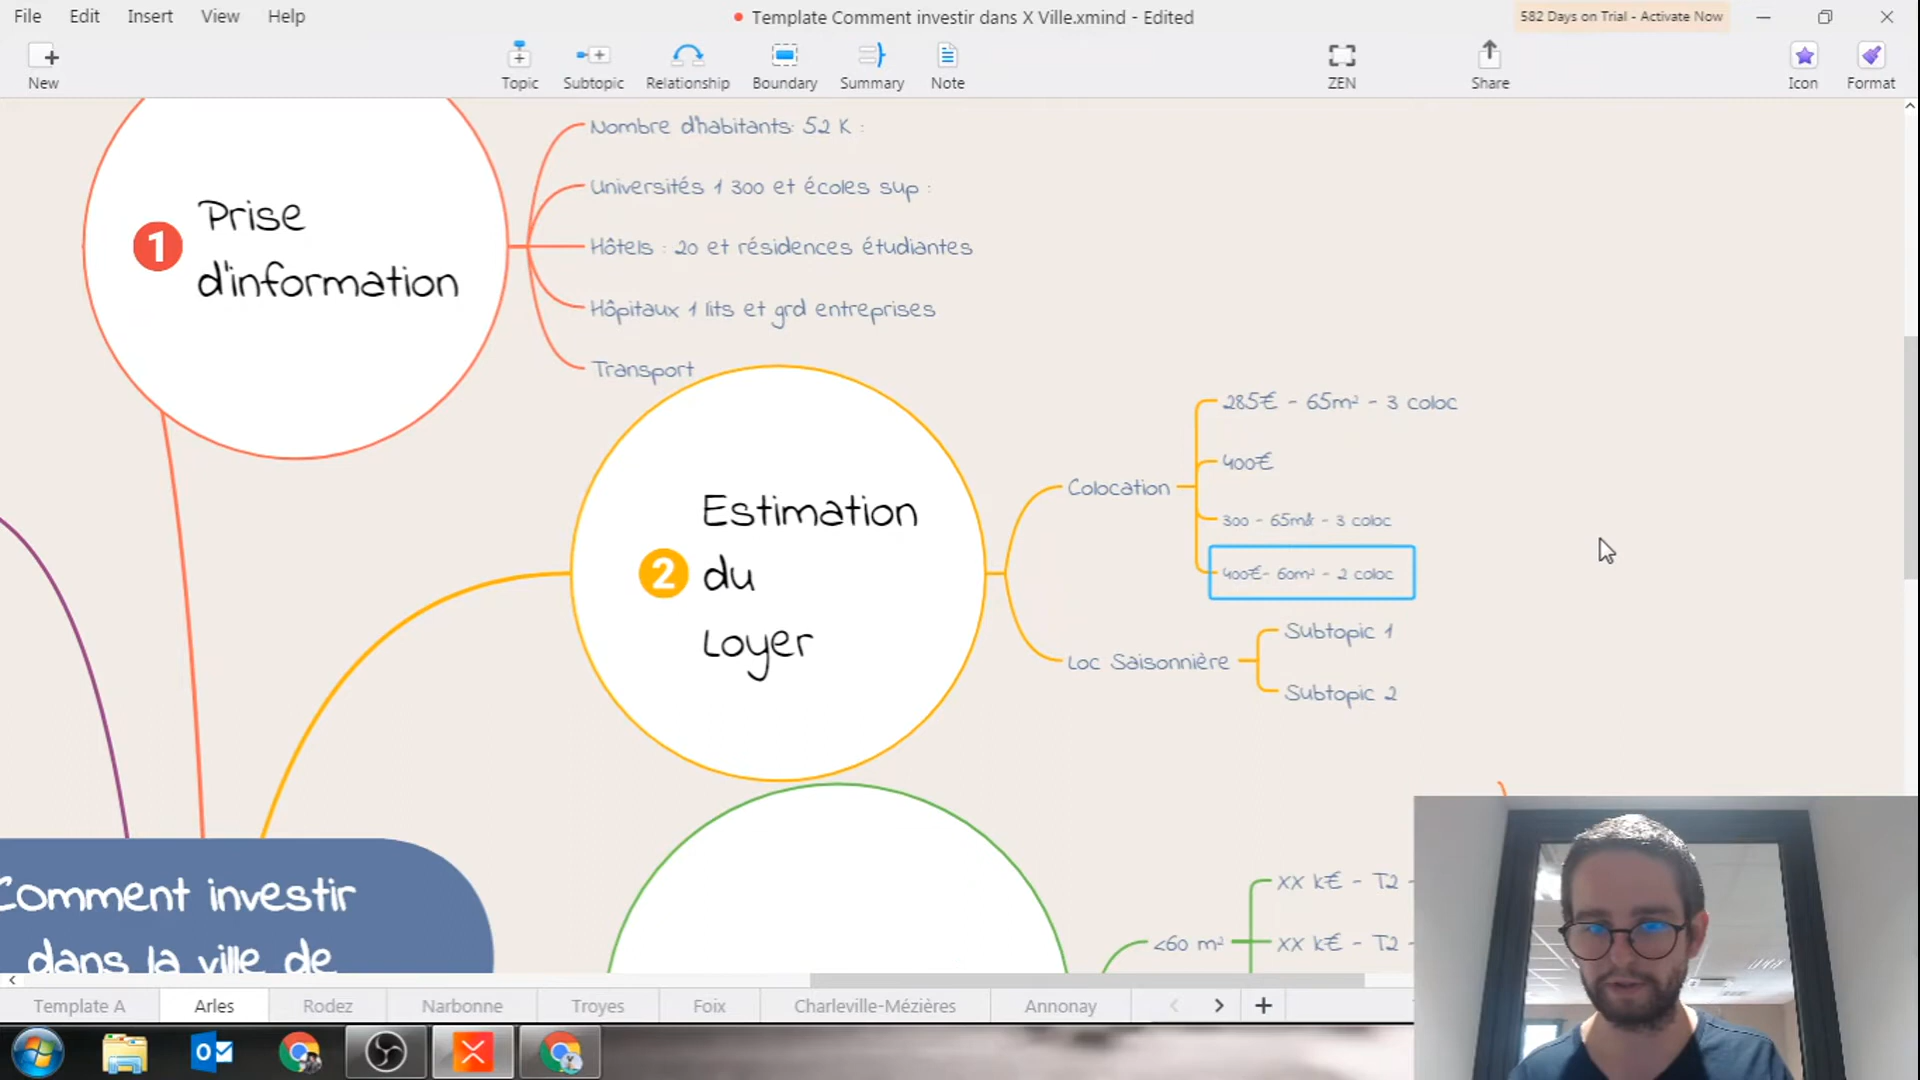 File Edit Insert View Help
Template Comment investir dans X Ville.xmind - Edited
582 Days on Trial - Activate Now
New Topic Subtopic Relationship Boundary Summary Note ZEN Share Icon Format
Nombre d'habitants: 52 K :
Universités 1 300 et écoles sup :
Hôtels : 20 et résidences étudiantes
Hôpitaux 1 lits et grd entreprises
Transport
1 Prise
d'information
2 Estimation
du
Loyer
Colocation
285€ - 65m² - 3 coloc
400€
300 - 65m& - 3 coloc
400€- 60m² - 2 coloc
Loc Saisonnière
Subtopic 1
Subtopic 2
Comment investir
dans la ville de
<60 m²
XX k€ - T2 -
XX k€ - T2 -
Template A Arles Rodez Narbonne Troyes Foix Charleville-Mézières Annonay